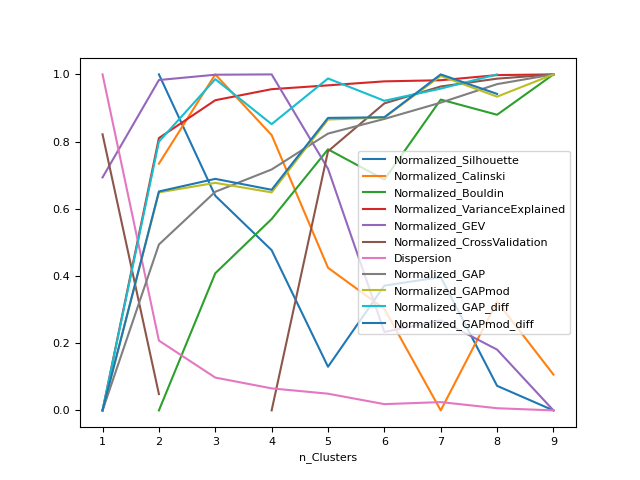 1.0
0.8
0.6
0.4
0.2
0.0
1 2 3 4 5 6 7 8 9
n_Clusters
Normalized_Silhouette
Normalized_Calinski
Normalized_Bouldin
Normalized_VarianceExplained
Normalized_GEV
Normalized_CrossValidation
Dispersion
Normalized_GAP
Normalized_GAPmod
Normalized_GAP_diff
Normalized_GAPmod_diff